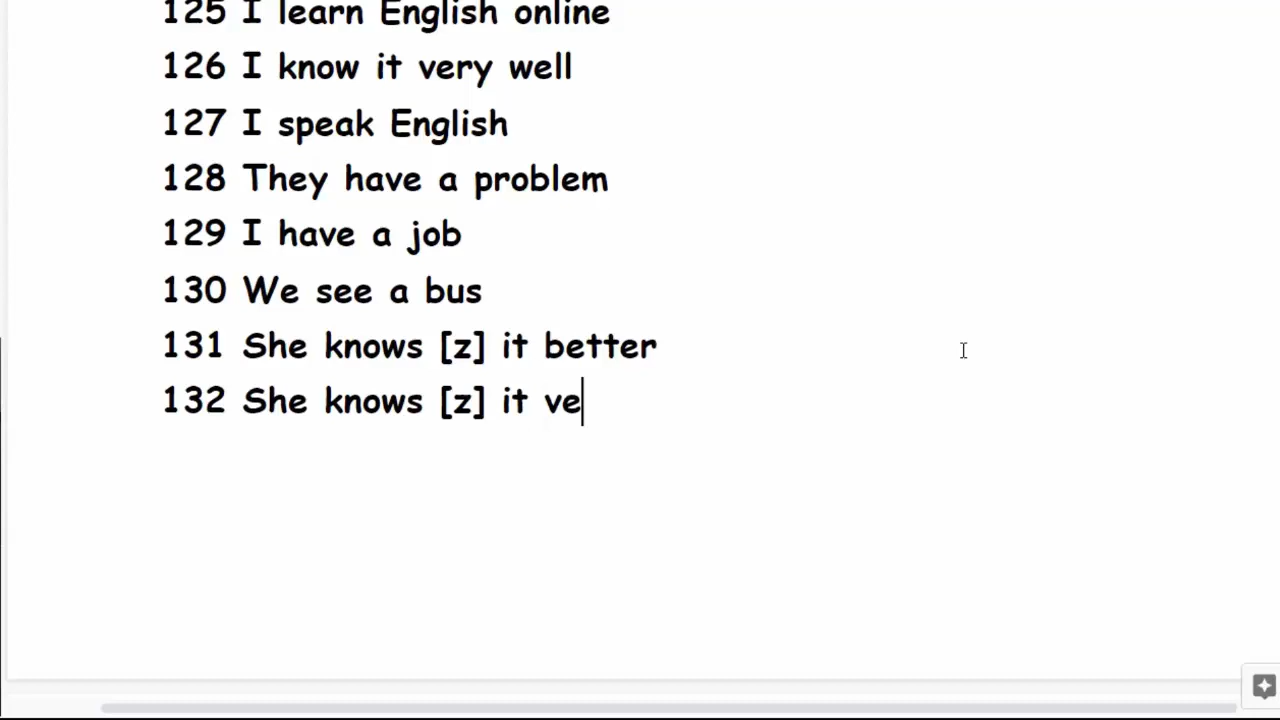 125 I learn English online
126 I know it very well
127 I speak English
128 They have a problem
129 I have a job
130 We see a bus
131 She knows [z] it better
132 She knows [z] it ve